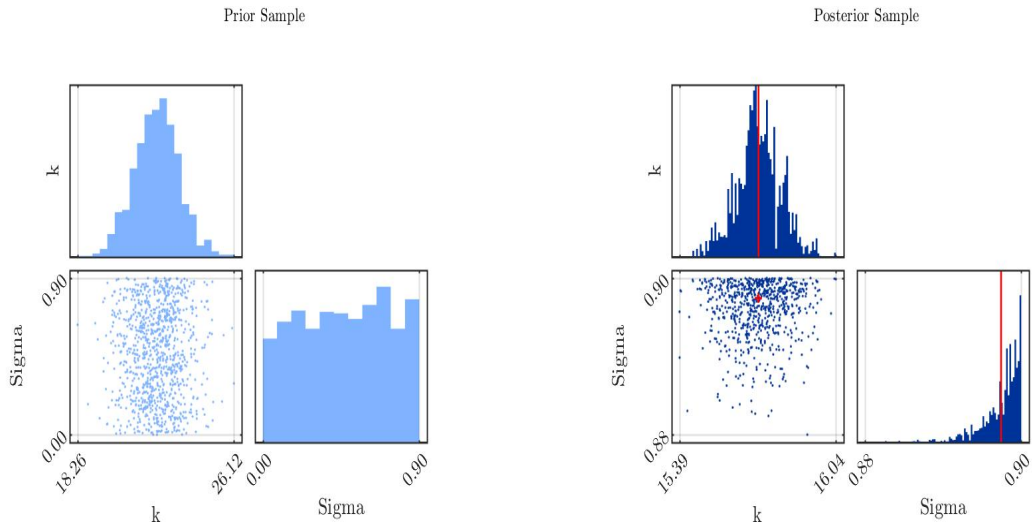 Prior Sample
k
Sigma
0.90
0.00
18.26
26.12
0.00
0.90
k
Sigma
Posterior Sample
k
Sigma
0.90
0.88
15.39
16.04
0.88
0.90
k
Sigma